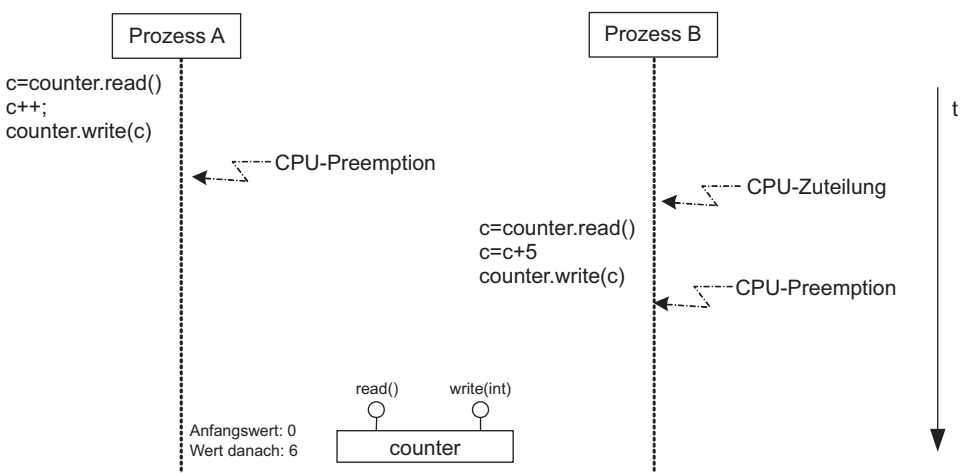 Prozess A
Prozess B
c=counter.read()
c++;
counter.write(c)
t
CPU-Preemption
CPU-Zuteilung
c=counter.read()
c=c+5
counter.write(c)
CPU-Preemption
read()
write(int)
Anfangswert: 0
Wert danach: 6
counter